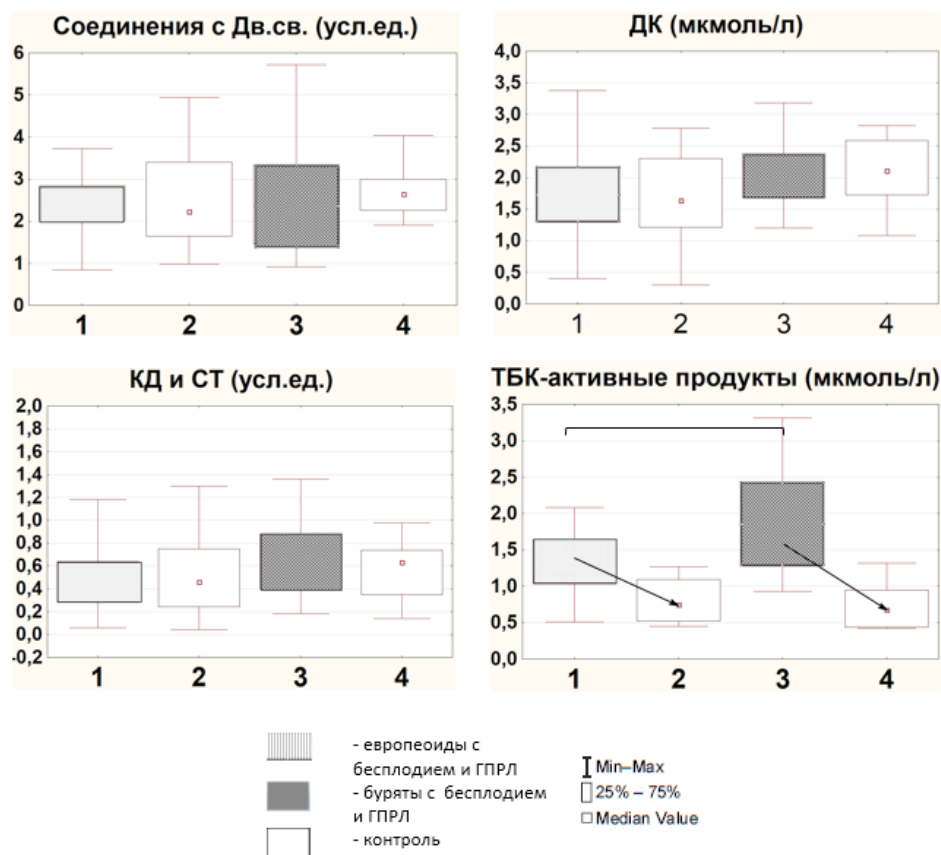 Соединения с Дв.св. (усл.ед.)
6
5
4
3
2
1
0
1 2 3 4
ДК (мкмоль/л)
4,0
3,5
3,0
2,5
2,0
1,5
1,0
0,5
0,0
1 2 3 4
КД и СТ (усл.ед.)
2,0
1,8
1,6
1,4
1,2
1,0
0,8
0,6
0,4
0,2
0,0
-0,2
1 2 3 4
ТБК-активные продукты (мкмоль/л)
3,5
3,0
2,5
2,0
1,5
1,0
0,5
0,0
1 2 3 4
- европеоиды с
бесплодием и ГПРЛ
- буряты с бесплодием
и ГПРЛ
- контроль
Min–Max
25% – 75%
Median Value